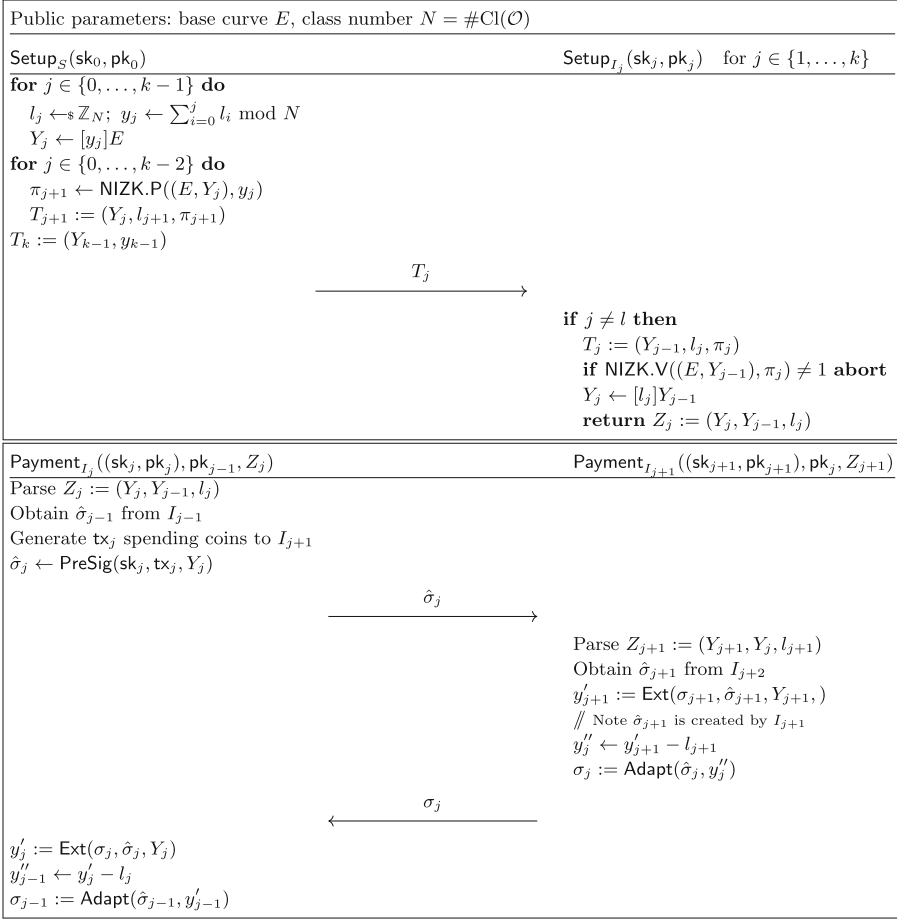 Public parameters: base curve E, class number N = #Cl(𝒪)
Setup_S(sk_0, pk_0)
Setup_{I_j}(sk_j, pk_j) for j ∈ {1, . . . , k}
for j ∈ {0, . . . , k − 1} do
l_j ←$ ℤ_N; y_j ← ∑_{i=0}^{j} l_i mod N
Y_j ← [y_j]E
for j ∈ {0, . . . , k − 2} do
π_{j+1} ← NIZK.P((E, Y_j), y_j)
T_{j+1} := (Y_j, l_{j+1}, π_{j+1})
T_k := (Y_{k−1}, y_{k−1})
T_j
if j ≠ l then
T_j := (Y_{j−1}, l_j, π_j)
if NIZK.V((E, Y_{j−1}), π_j) ≠ 1 abort
Y_j ← [l_j]Y_{j−1}
return Z_j := (Y_j, Y_{j−1}, l_j)
Payment_{I_j}((sk_j, pk_j), pk_{j−1}, Z_j)
Payment_{I_{j+1}}((sk_{j+1}, pk_{j+1}), pk_j, Z_{j+1})
Parse Z_j := (Y_j, Y_{j−1}, l_j)
Obtain σ̂_{j−1} from I_{j−1}
Generate tx_j spending coins to I_{j+1}
σ̂_j ← PreSig(sk_j, tx_j, Y_j)
σ̂_j
Parse Z_{j+1} := (Y_{j+1}, Y_j, l_{j+1})
Obtain σ̂_{j+1} from I_{j+2}
y′_{j+1} := Ext(σ_{j+1}, σ̂_{j+1}, Y_{j+1}, )
// Note σ̂_{j+1} is created by I_{j+1}
y″_j ← y′_{j+1} − l_{j+1}
σ_j := Adapt(σ̂_j, y″_j)
σ_j
y′_j := Ext(σ_j, σ̂_j, Y_j)
y″_{j−1} ← y′_j − l_j
σ_{j−1} := Adapt(σ̂_{j−1}, y′_{j−1})